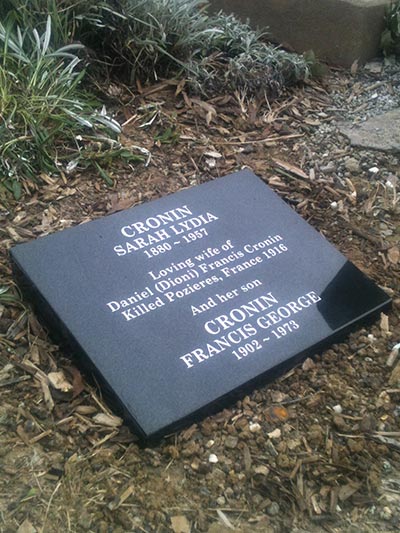 CRONIN
SARAH LYDIA
1880 ~ 1957
Loving wife of
Daniel (Dioni) Francis Cronin
Killed Pozieres, France 1916
And her son
CRONIN
FRANCIS GEORGE
1902 ~ 1973